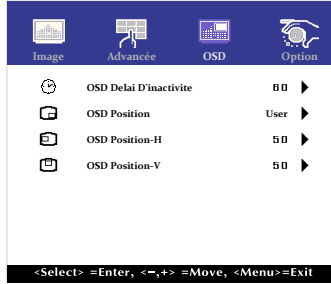 Image Advancée OSD Option
OSD Delai D'inactivite 60
OSD Position User
OSD Position-H 50
OSD Position-V 50
<Select> =Enter, <-,+> =Move, <Menu>=Exit